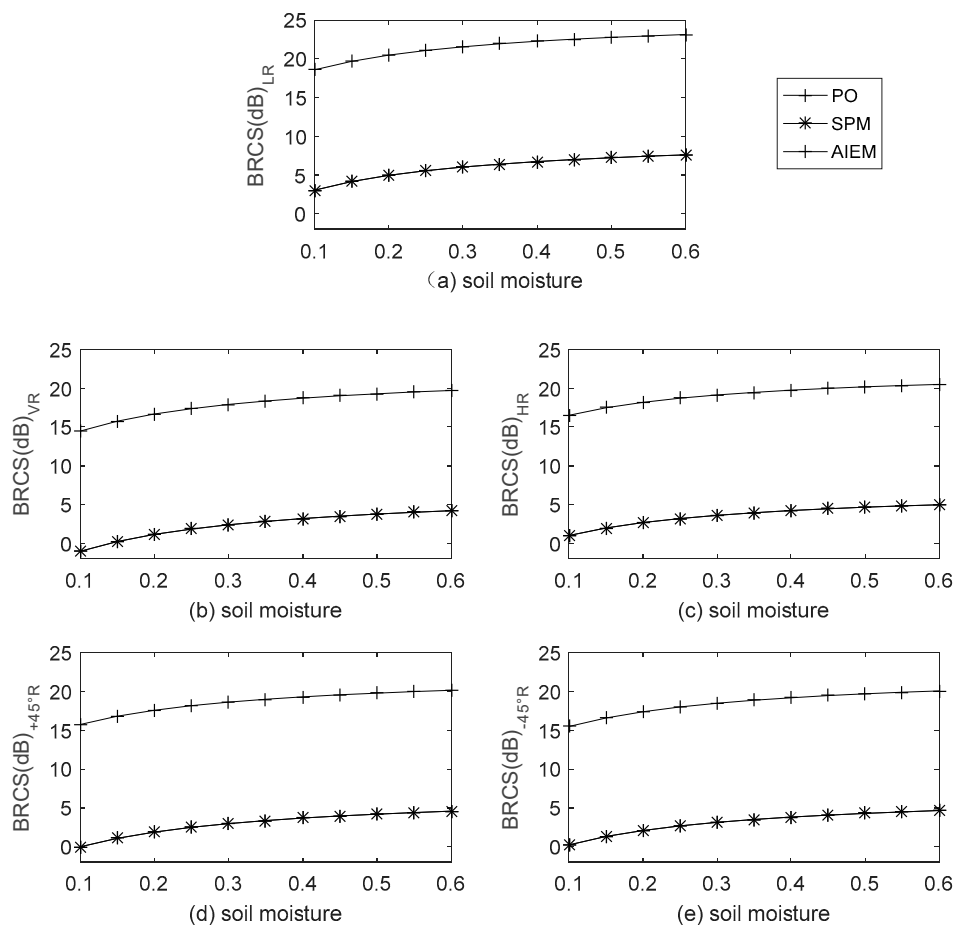 25
20
15
10
5
0
BRCS(dB)LR
0.1 0.2 0.3 0.4 0.5 0.6
（a) soil moisture
PO
SPM
AIEM
25
20
15
10
5
0
BRCS(dB)VR
0.1 0.2 0.3 0.4 0.5 0.6
(b) soil moisture
25
20
15
10
5
0
BRCS(dB)HR
0.1 0.2 0.3 0.4 0.5 0.6
(c) soil moisture
25
20
15
10
5
0
BRCS(dB)+45°R
0.1 0.2 0.3 0.4 0.5 0.6
(d) soil moisture
25
20
15
10
5
0
BRCS(dB)-45°R
0.1 0.2 0.3 0.4 0.5 0.6
(e) soil moisture